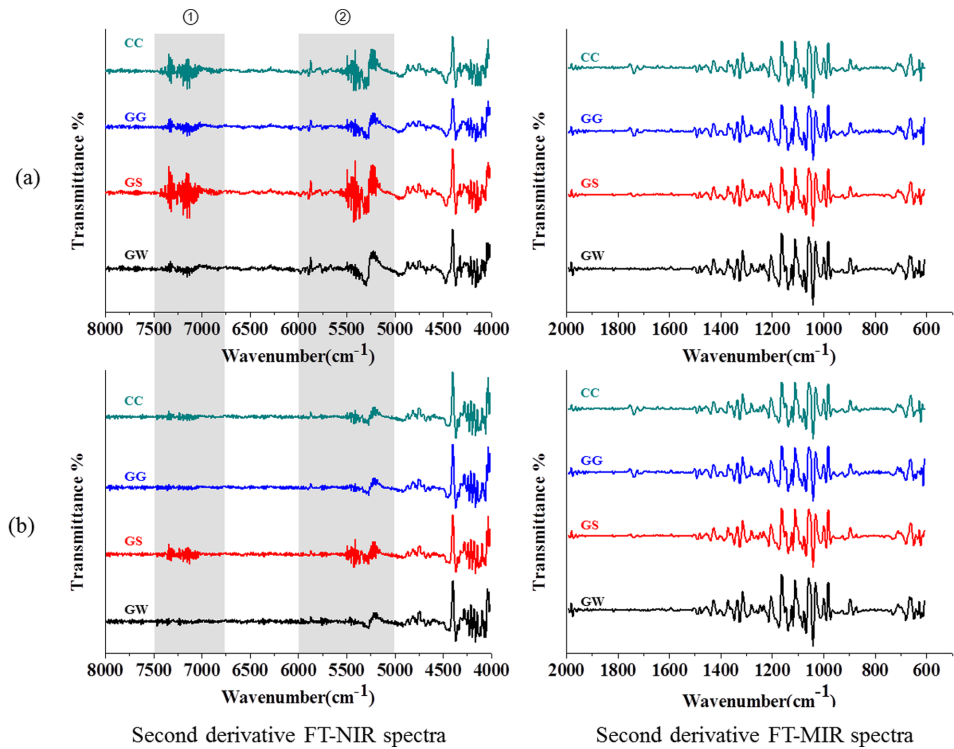 ① ②
CC
GG
GS
GW
Transmittance %
8000 7500 7000 6500 6000 5500 5000 4500 4000
Wavenumber(cm⁻¹)
CC
GG
GS
GW
Transmittance %
2000 1800 1600 1400 1200 1000 800 600
Wavenumber(cm⁻¹)
(a)
CC
GG
GS
GW
Transmittance %
8000 7500 7000 6500 6000 5500 5000 4500 4000
Wavenumber(cm⁻¹)
CC
GG
GS
GW
Transmittance %
2000 1800 1600 1400 1200 1000 800 600
Wavenumber(cm⁻¹)
(b)
Second derivative FT-NIR spectra
Second derivative FT-MIR spectra